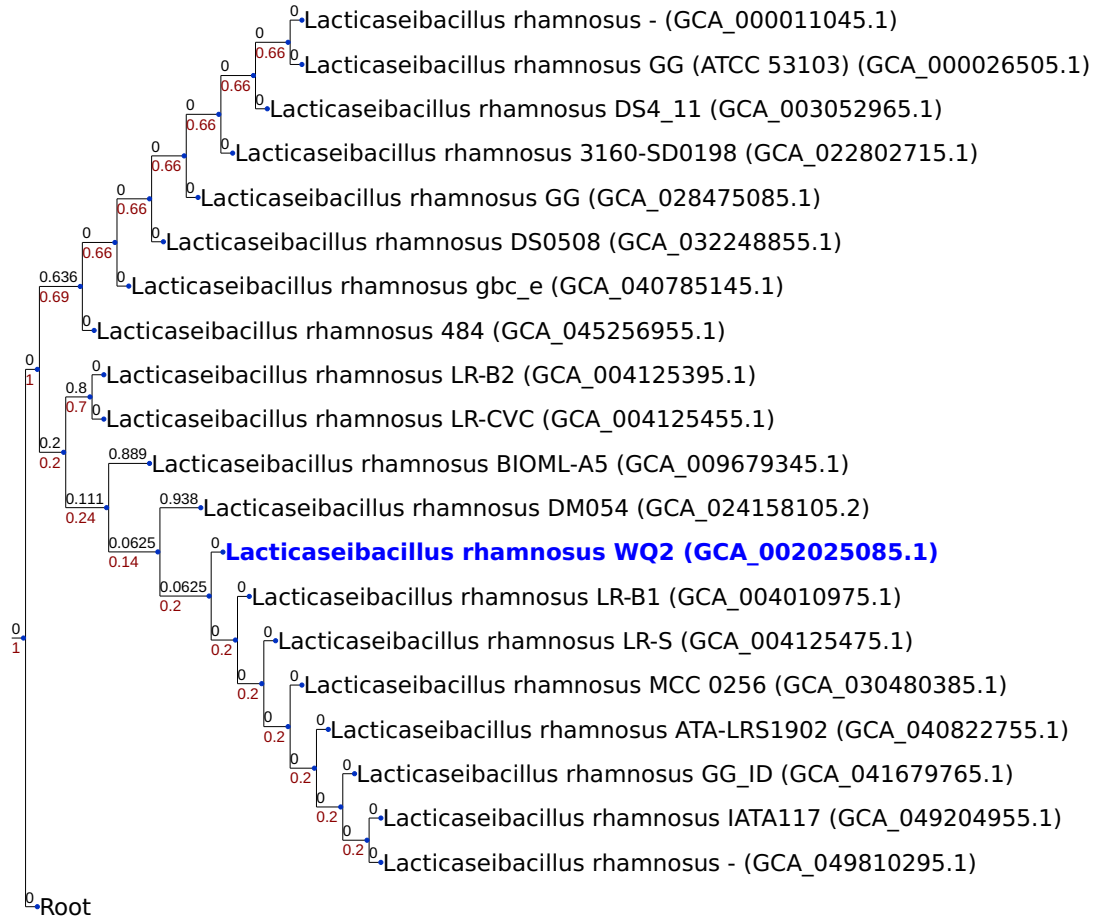 0
Lacticaseibacillus rhamnosus - (GCA_000011045.1)
0
0.66
0
Lacticaseibacillus rhamnosus GG (ATCC 53103) (GCA_000026505.1)
0
0.66
0
Lacticaseibacillus rhamnosus DS4_11 (GCA_003052965.1)
0
0.66
0
Lacticaseibacillus rhamnosus 3160-SD0198 (GCA_022802715.1)
0
0.66
0
Lacticaseibacillus rhamnosus GG (GCA_028475085.1)
0
0.66
0
Lacticaseibacillus rhamnosus DS0508 (GCA_032248855.1)
0
0.66
0
Lacticaseibacillus rhamnosus gbc_e (GCA_040785145.1)
0.636
0.69
0
Lacticaseibacillus rhamnosus 484 (GCA_045256955.1)
0
1
0
Lacticaseibacillus rhamnosus LR-B2 (GCA_004125395.1)
0.8
0.7
0
Lacticaseibacillus rhamnosus LR-CVC (GCA_004125455.1)
0.2
0.2
0.889
Lacticaseibacillus rhamnosus BIOML-A5 (GCA_009679345.1)
0.111
0.24
0.938
Lacticaseibacillus rhamnosus DM054 (GCA_024158105.2)
0.0625
0.14
0
Lacticaseibacillus rhamnosus WQ2 (GCA_002025085.1)
0.0625
0.2
0
Lacticaseibacillus rhamnosus LR-B1 (GCA_004010975.1)
0
0.2
0
Lacticaseibacillus rhamnosus LR-S (GCA_004125475.1)
0
1
0
0.2
0
Lacticaseibacillus rhamnosus MCC 0256 (GCA_030480385.1)
0
0.2
0
Lacticaseibacillus rhamnosus ATA-LRS1902 (GCA_040822755.1)
0
0.2
0
Lacticaseibacillus rhamnosus GG_ID (GCA_041679765.1)
0
0.2
0
Lacticaseibacillus rhamnosus IATA117 (GCA_049204955.1)
0
0.2
0
Lacticaseibacillus rhamnosus - (GCA_049810295.1)
0
Root